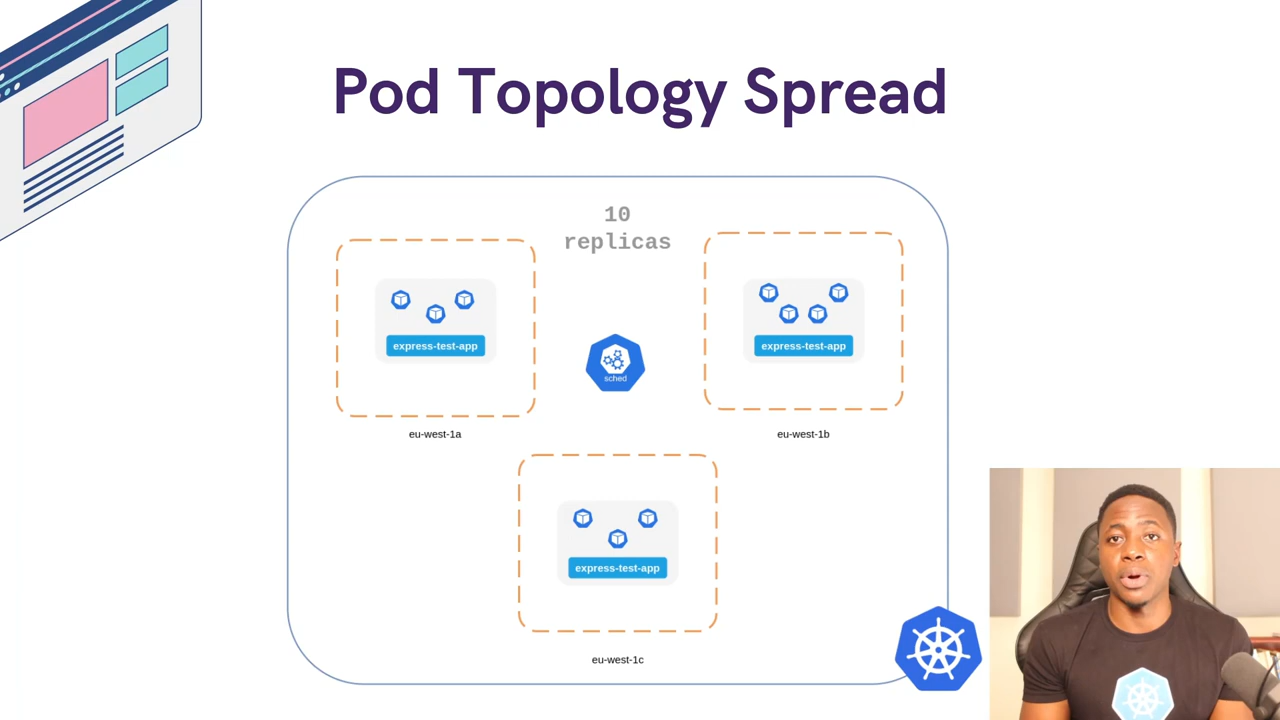 Pod Topology Spread
10
replicas
express-test-app
express-test-app
sched
eu-west-1a
eu-west-1b
express-test-app
eu-west-1c